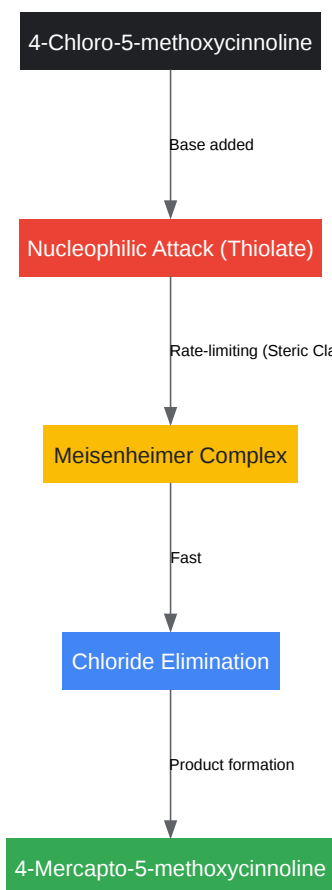 4-Chloro-5-methoxycinnoline
Base added
Nucleophilic Attack (Thiolate)
Rate-limiting (Steric
Meisenheimer Complex
Fast
Chloride Elimination
Product formation
4-Mercapto-5-methoxycinnoline